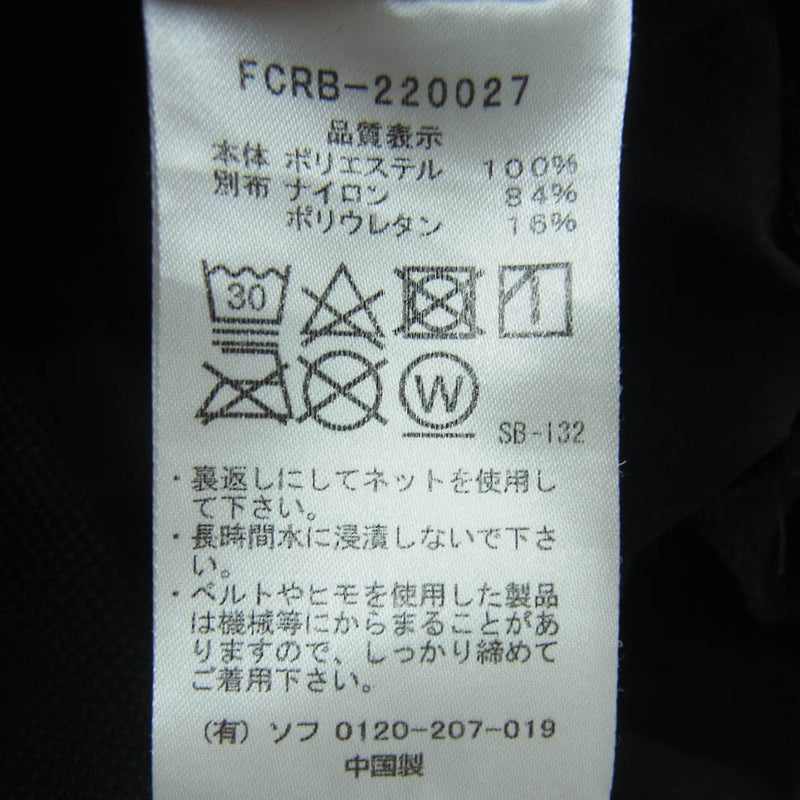 FCRB-220027
品質表示
本体 ポリエステル 100%
別布 ナイロン 84%
ポリウレタン 16%
30
W
SB-132
・裏返しにしてネットを使用し
て下さい。
・長時間水に浸漬しないで下さ
い。
・ベルトやヒモを使用した製品
は機械等にからまることがあ
りますので、しっかり締めて
ご着用下さい。
(有) ソフ 0120-207-019
中国製